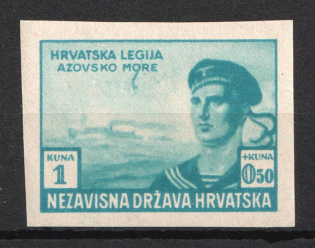 HRVATSKA LEGIJA
AZOVSKO MORE
KUNA
1
+KUNA
0.50
NEZAVISNA DRŽAVA HRVATSKA